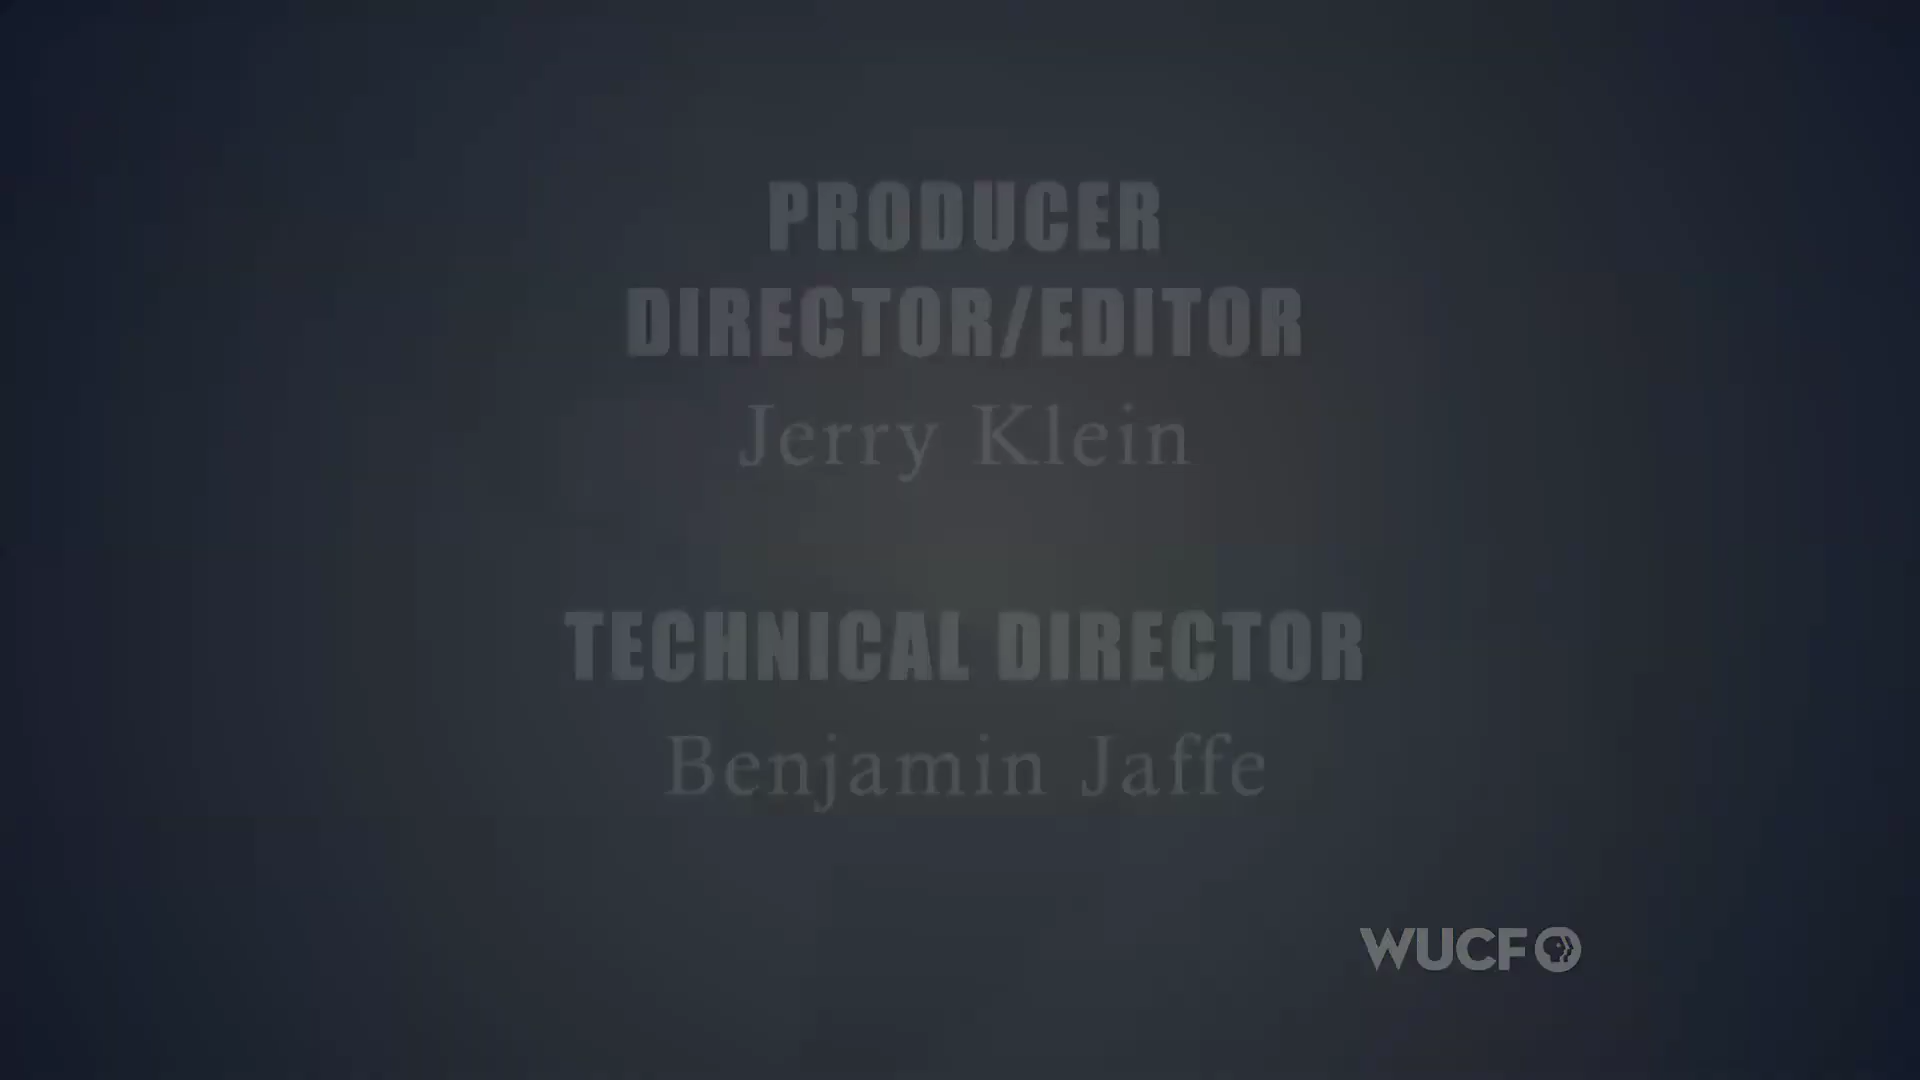 PRODUCER
DIRECTOR/EDITOR
Jerry Klein
TECHNICAL DIRECTOR
Benjamin Jaffe
WUCF